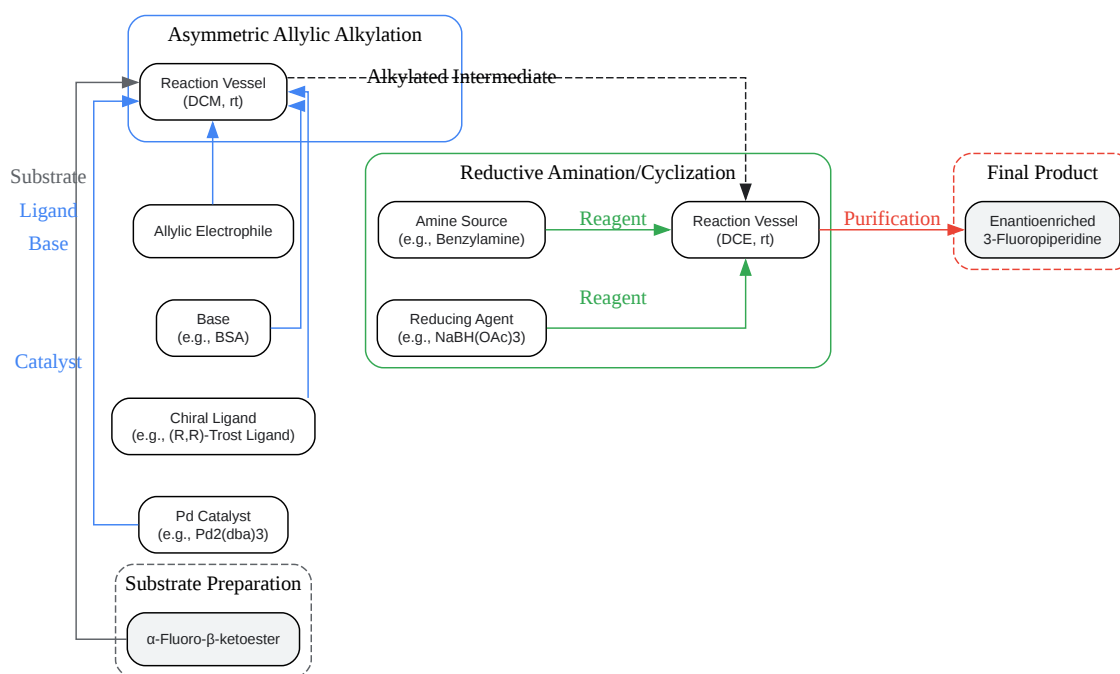 Asymmetric Allylic Alkylation
Reaction Vessel
(DCM, rt)
Alkylated Intermediate
Substrate
Ligand
Base
Allylic Electrophile
Base
(e.g., BSA)
Catalyst
Chiral Ligand
(e.g., (R,R)-Trost Ligand)
Pd Catalyst
(e.g., Pd2(dba)3)
Substrate Preparation
α-Fluoro-β-ketoester
Reductive Amination/Cyclization
Amine Source
(e.g., Benzylamine)
Reagent
Reaction Vessel
(DCE, rt)
Reducing Agent
(e.g., NaBH(OAc)3)
Reagent
Purification
Final Product
Enantioenriched
3-Fluoropiperidine